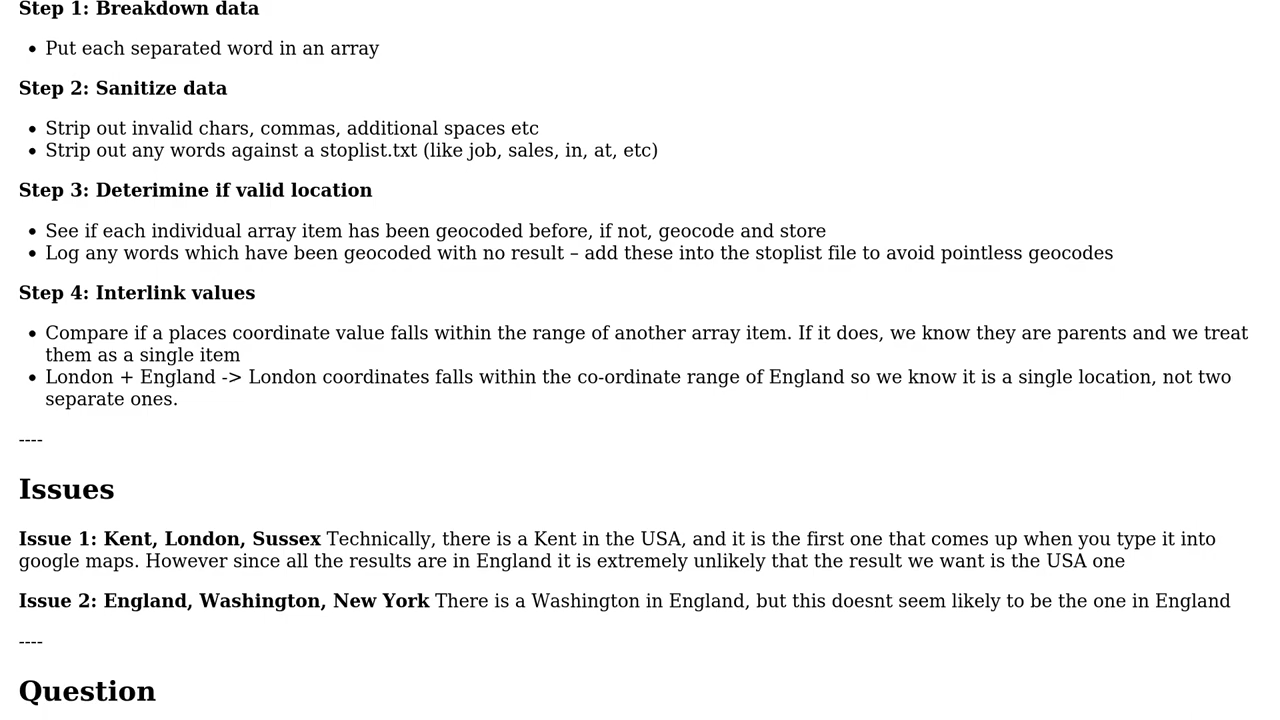 Step 1: Breakdown data
• Put each separated word in an array
Step 2: Sanitize data
• Strip out invalid chars, commas, additional spaces etc
• Strip out any words against a stoplist.txt (like job, sales, in, at, etc)
Step 3: Deterimine if valid location
• See if each individual array item has been geocoded before, if not, geocode and store
• Log any words which have been geocoded with no result – add these into the stoplist file to avoid pointless geocodes
Step 4: Interlink values
• Compare if a places coordinate value falls within the range of another array item. If it does, we know they are parents and we treat
them as a single item
• London + England -> London coordinates falls within the co-ordinate range of England so we know it is a single location, not two
separate ones.
----
Issues
Issue 1: Kent, London, Sussex Technically, there is a Kent in the USA, and it is the first one that comes up when you type it into
google maps. However since all the results are in England it is extremely unlikely that the result we want is the USA one
Issue 2: England, Washington, New York There is a Washington in England, but this doesnt seem likely to be the one in England
----
Question